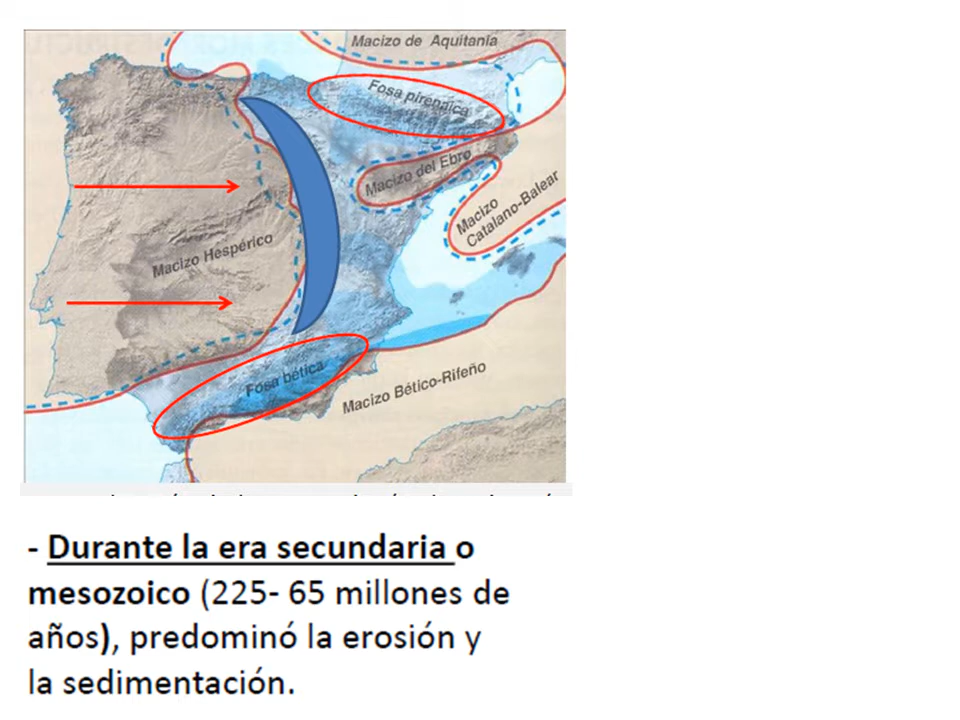 Macizo de Aquitania
Fosa pirenaica
Macizo del Ebro
Macizo
Catalano-Balear
Macizo Hespérico
Fosa bética
Macizo Bético-Rifeño
- Durante la era secundaria o
mesozoico (225- 65 millones de
años), predominó la erosión y
la sedimentación.